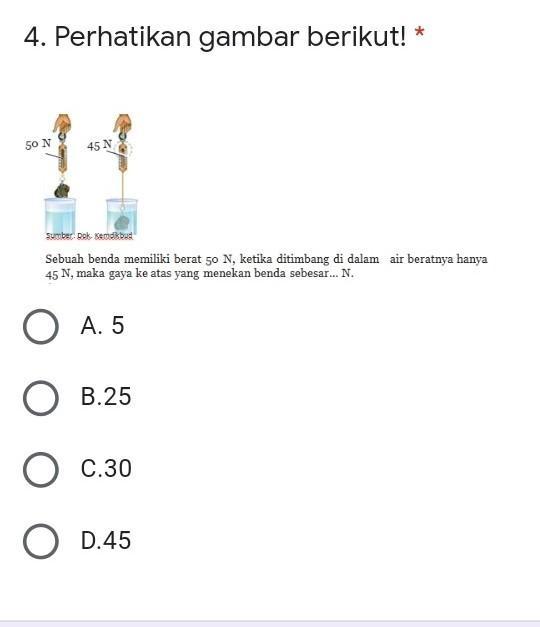 4. Perhatikan gambar berikut! *
50 N
45 N
Sumber: Dok. Kemdikbud
Sebuah benda memiliki berat 50 N, ketika ditimbang di dalam air beratnya hanya
45 N, maka gaya ke atas yang menekan benda sebesar... N.
A. 5
B.25
C.30
D.45